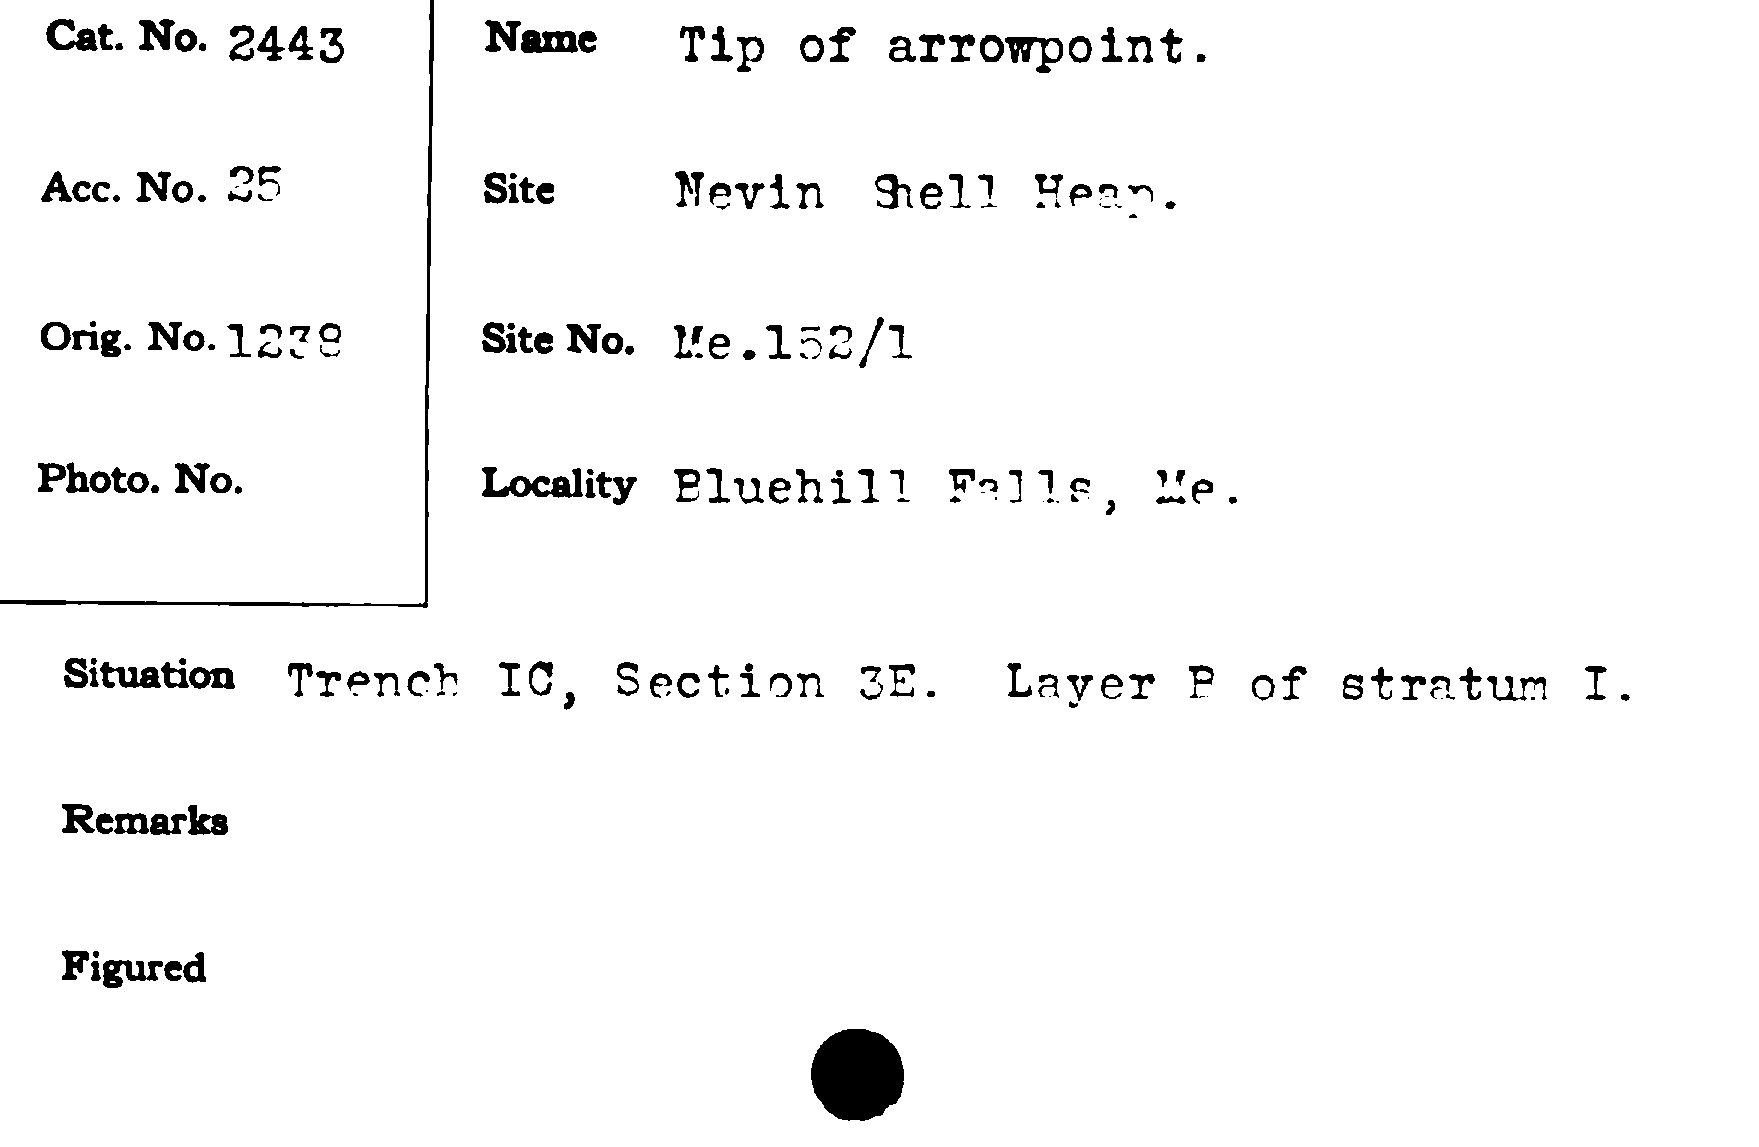 Cat. No. 2443
Name Tip of arrowpoint.
Acc. No. 25
Site Nevin Shell Heap.
Orig. No. 1238
Site No. Me.152/1
Photo. No.
Locality Bluehill Falls, Me.
Situation Trench IC, Section 3E. Layer B of stratum I.
Remarks
Figured